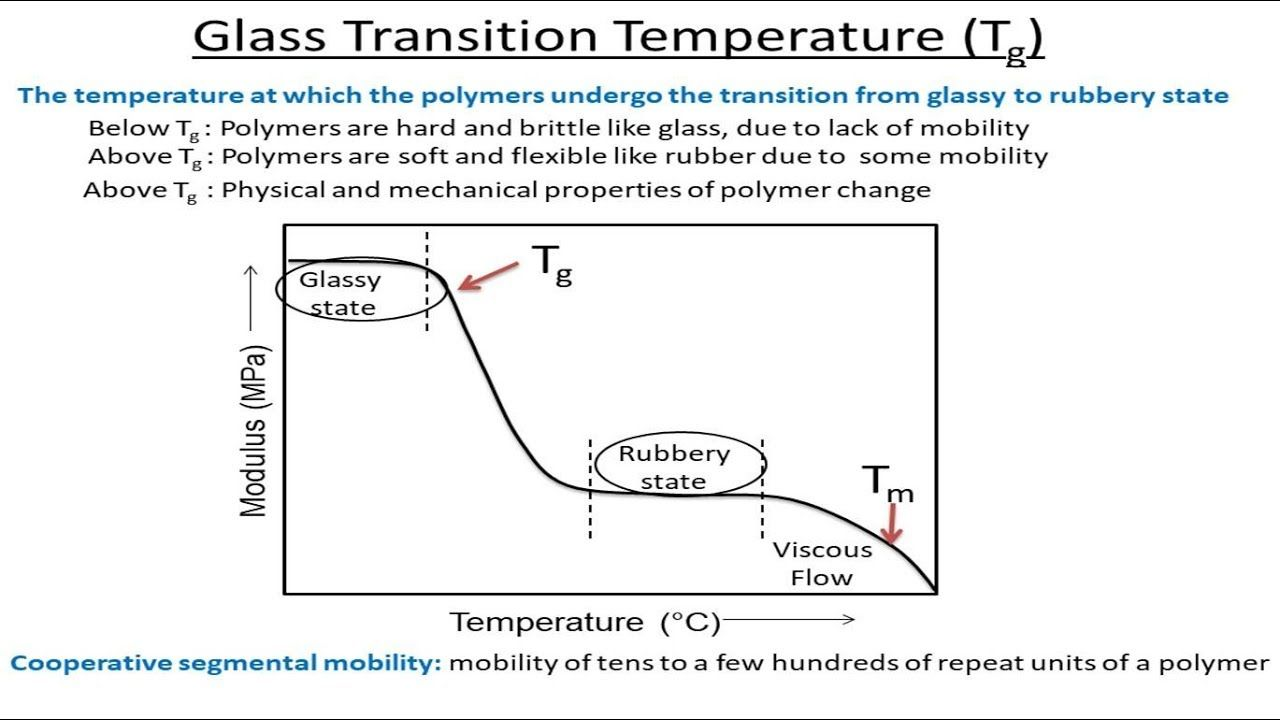 Glass Transition Temperature (Tg)
The temperature at which the polymers undergo the transition from glassy to rubbery state
Below Tg : Polymers are hard and brittle like glass, due to lack of mobility
Above Tg : Polymers are soft and flexible like rubber due to some mobility
Above Tg : Physical and mechanical properties of polymer change
Tg
Glassy
state
Modulus (MPa)
Rubbery
state
Tm
Viscous
Flow
Temperature (°C)
Cooperative segmental mobility: mobility of tens to a few hundreds of repeat units of a polymer